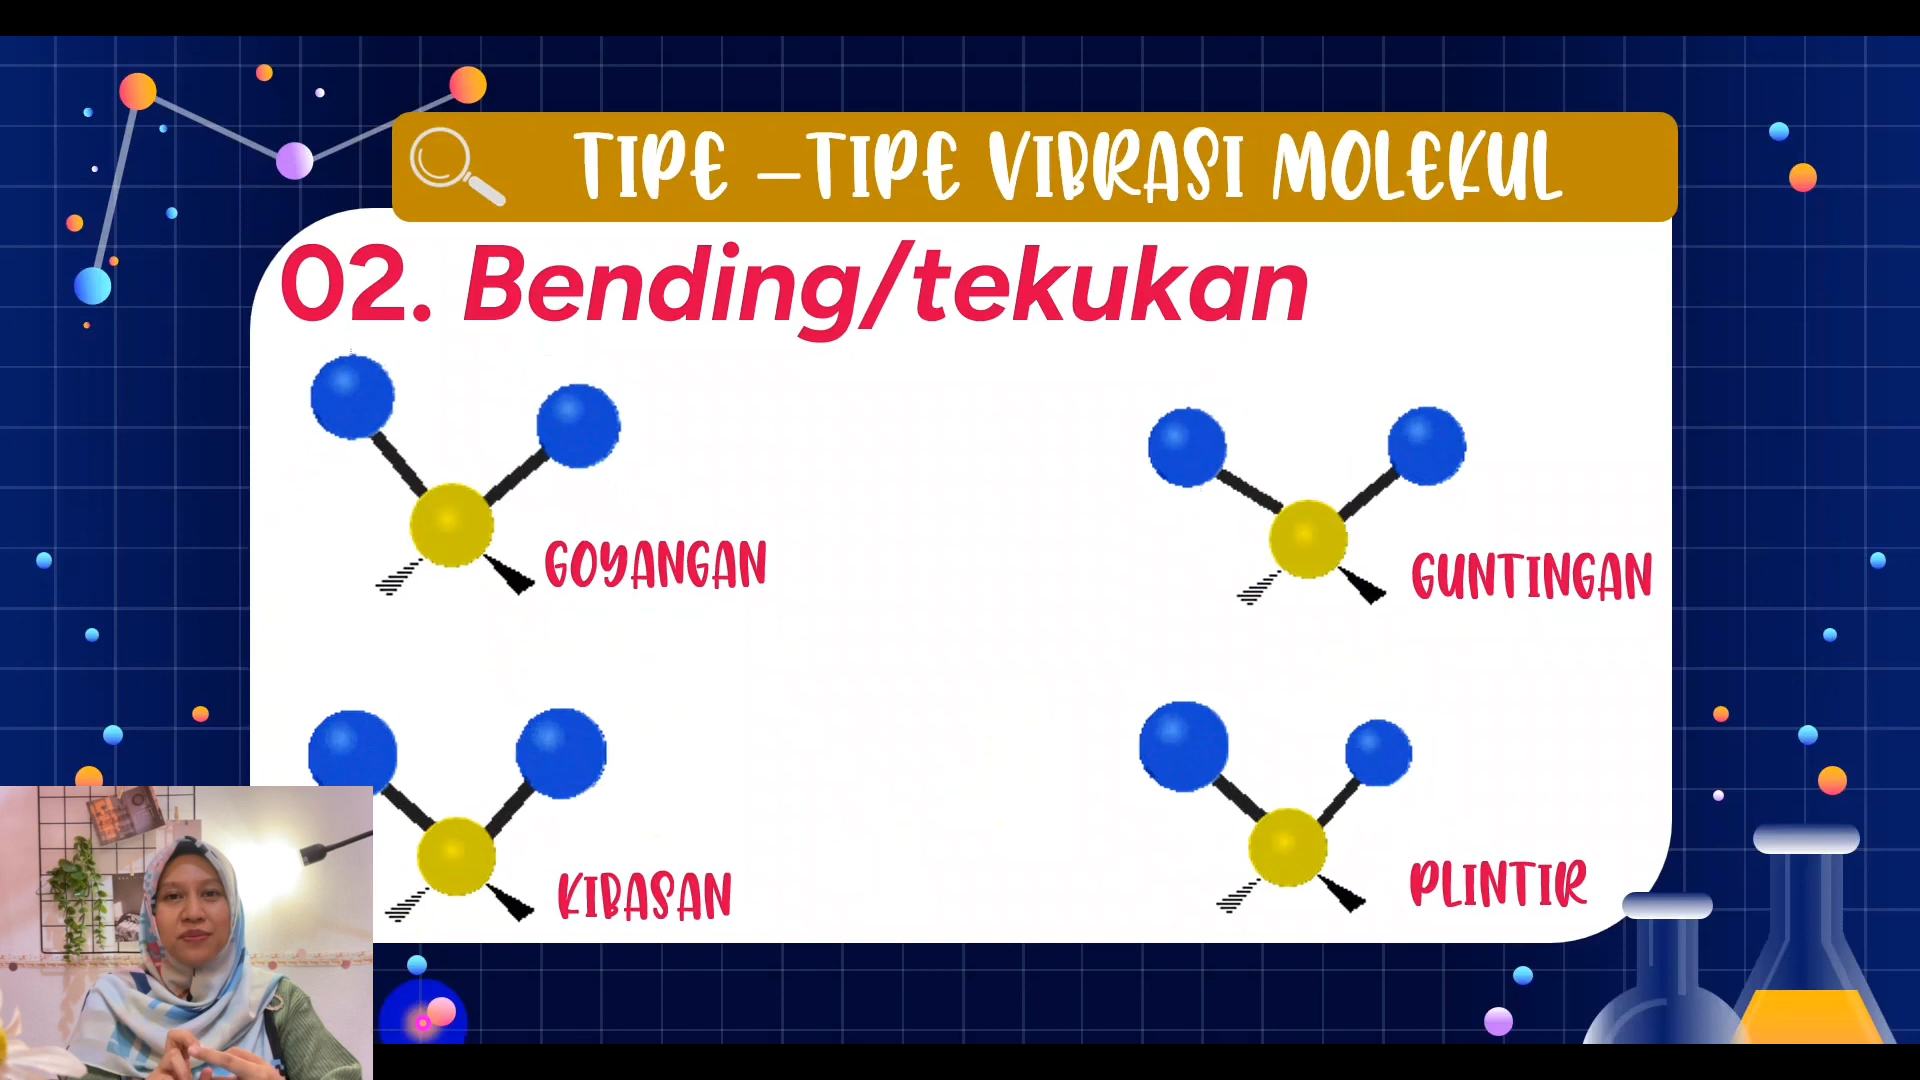 TIPE –TIPE VIBRASI MOLEKUL
02. Bending/tekukan
GOYANGAN
GUNTINGAN
KIBASAN
PLINTIR